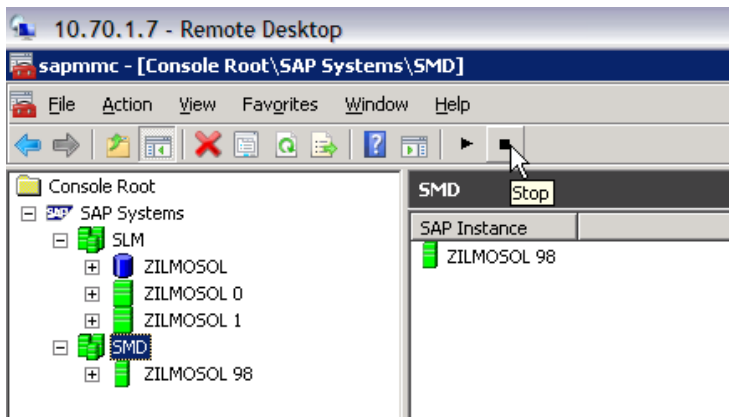 10.70.1.7 - Remote Desktop
sapmmc - [Console Root\SAP Systems\SMD]
File Action View Favorites Window Help
Console Root
SAP SAP Systems
SLM
ZILMOSOL
ZILMOSOL 0
ZILMOSOL 1
SMD
ZILMOSOL 98
SMD
Stop
SAP Instance
ZILMOSOL 98